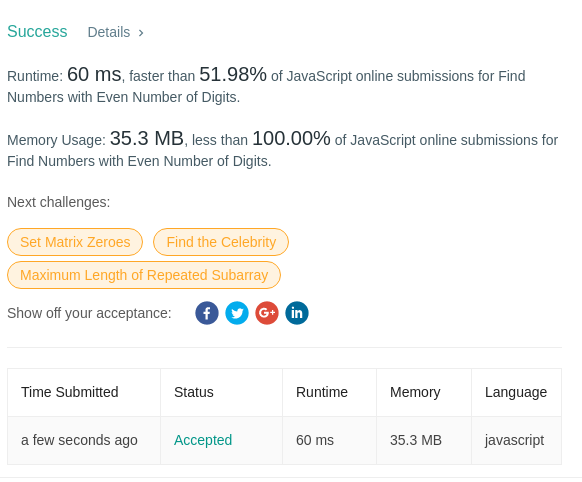 Success Details ›
Runtime: 60 ms, faster than 51.98% of JavaScript online submissions for Find
Numbers with Even Number of Digits.
Memory Usage: 35.3 MB, less than 100.00% of JavaScript online submissions for
Find Numbers with Even Number of Digits.
Next challenges:
Set Matrix Zeroes Find the Celebrity
Maximum Length of Repeated Subarray
Show off your acceptance: f G+ in
Time Submitted Status Runtime Memory Language
a few seconds ago Accepted 60 ms 35.3 MB javascript